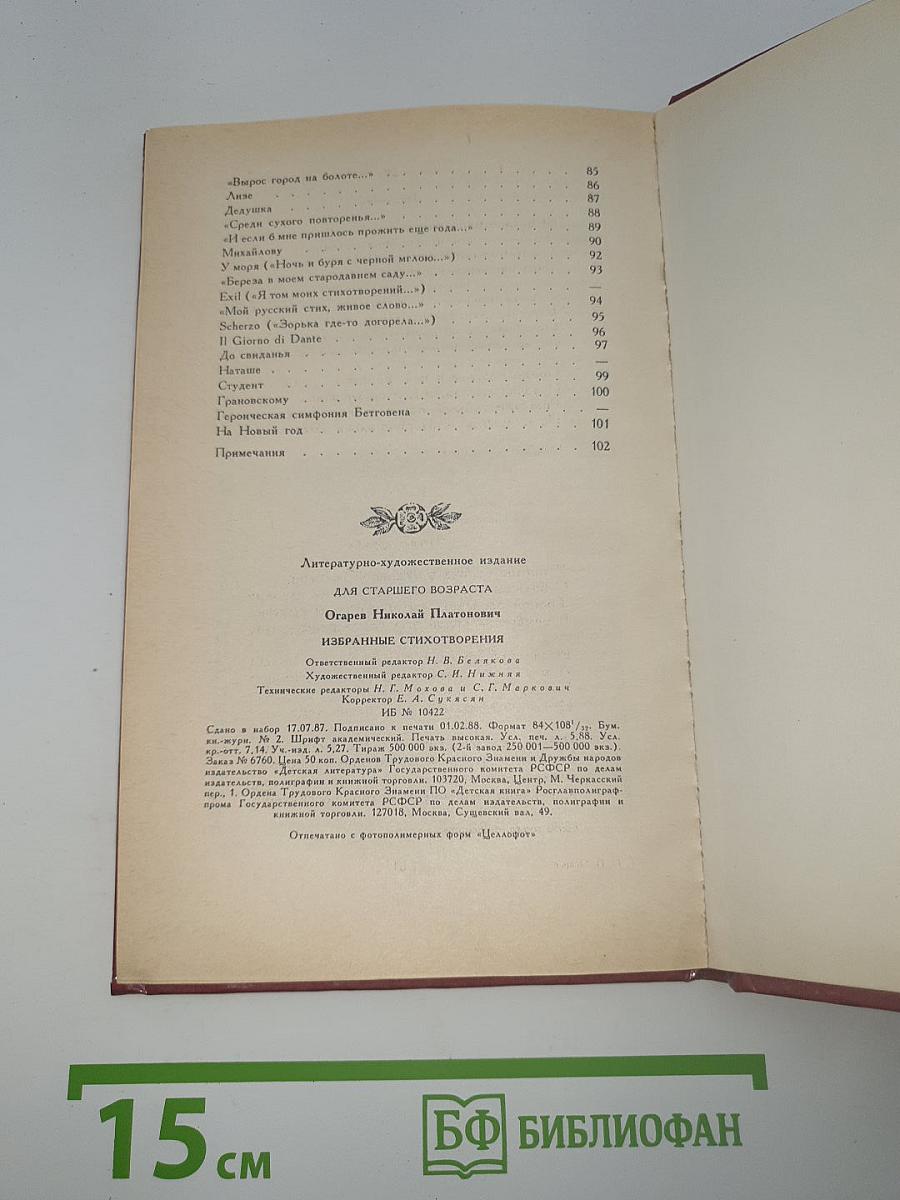 «Вырос город на болоте...» . . . . . . . . . . . 85
Лизе . . . . . . . . . . . . . . . . . 86
Дедушка . . . . . . . . . . . . . . . . 87
«Среди сухого повторенья...» . . . . . . . . . . 88
«И если б мне пришлось прожить еще года...» . . . . . . 89
Михайлову . . . . . . . . . . . . . . . 90
У моря («Ночь и буря с черной мглою...») . . . . . . . 92
«Береза в моем стародавнем саду...» . . . . . . . . 93
Exil («Я том моих стихотворений...») . . . . . . . . —
«Мой русский стих, живое слово...» . . . . . . . . 94
Scherzo («Зорька где-то догорела...») . . . . . . . . 95
Il Giorno di Dante . . . . . . . . . . . . . 96
До свиданья . . . . . . . . . . . . . . . 97
Наташе . . . . . . . . . . . . . . . . —
Студент . . . . . . . . . . . . . . . . 99
Грановскому . . . . . . . . . . . . . . . 100
Героическая симфония Бетговена . . . . . . . . . —
На Новый год . . . . . . . . . . . . . . 101
Примечания . . . . . . . . . . . . . . . 102
Литературно-художественное издание
ДЛЯ СТАРШЕГО ВОЗРАСТА
Огарев Николай Платонович
ИЗБРАННЫЕ СТИХОТВОРЕНИЯ
Ответственный редактор Н. В. Белякова
Художественный редактор С. И. Нижняя
Технические редакторы Н. Г. Мохова и С. Г. Маркович
Корректор Е. А. Сукясян
ИБ № 10422
Сдано в набор 17.07.87. Подписано к печати 01.02.88. Формат 84×108¹/₃₂. Бум.
кн.-журн. № 2. Шрифт академический. Печать высокая. Усл. печ. л. 5,88. Усл.
кр.-отт. 7,14. Уч.-изд. л. 5,27. Тираж 500 000 экз. (2-й завод 250 001—500 000 экз.).
Заказ № 6760. Цена 50 коп. Орденов Трудового Красного Знамени и Дружбы народов
издательство «Детская литература» Государственного комитета РСФСР по делам
издательств, полиграфии и книжной торговли. 103720, Москва, Центр, М. Черкасский
пер., 1. Ордена Трудового Красного Знамени ПО «Детская книга» Росглавполиграф-
прома Государственного комитета РСФСР по делам издательств, полиграфии и
книжной торговли. 127018, Москва, Сущевский вал, 49.
Отпечатано с фотополимерных форм «Целлофот»
15 см
БФ БИБЛИОФАН